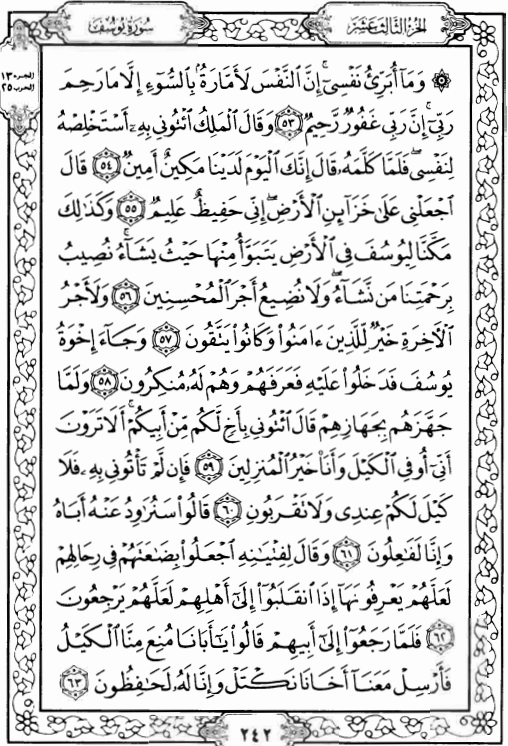 الجزء الثالث عشر
سورة يوسف
الجزء ١٣
الحزب ٢٥
۞ وَمَآ أُبَرِّئُ نَفْسِىٓ ۚ إِنَّ ٱلنَّفْسَ لَأَمَّارَةٌۢ بِٱلسُّوٓءِ إِلَّا مَا رَحِمَ
رَبِّىٓ ۚ إِنَّ رَبِّى غَفُورٌ رَّحِيمٌ ٥٣ وَقَالَ ٱلْمَلِكُ ٱئْتُونِى بِهِۦٓ أَسْتَخْلِصْهُ
لِنَفْسِى ۖ فَلَمَّا كَلَّمَهُۥ قَالَ إِنَّكَ ٱلْيَوْمَ لَدَيْنَا مَكِينٌ أَمِينٌ ٥٤ قَالَ
ٱجْعَلْنِى عَلَىٰ خَزَآئِنِ ٱلْأَرْضِ ۖ إِنِّى حَفِيظٌ عَلِيمٌ ٥٥ وَكَذَٰلِكَ
مَكَّنَّا لِيُوسُفَ فِى ٱلْأَرْضِ يَتَبَوَّأُ مِنْهَا حَيْثُ يَشَآءُ ۚ نُصِيبُ
بِرَحْمَتِنَا مَن نَّشَآءُ ۖ وَلَا نُضِيعُ أَجْرَ ٱلْمُحْسِنِينَ ٥٦ وَلَأَجْرُ
ٱلْـَٔاخِرَةِ خَيْرٌ لِّلَّذِينَ ءَامَنُوا۟ وَكَانُوا۟ يَتَّقُونَ ٥٧ وَجَآءَ إِخْوَةُ
يُوسُفَ فَدَخَلُوا۟ عَلَيْهِ فَعَرَفَهُمْ وَهُمْ لَهُۥ مُنكِرُونَ ٥٨ وَلَمَّا
جَهَّزَهُم بِجَهَازِهِمْ قَالَ ٱئْتُونِى بِأَخٍ لَّكُم مِّنْ أَبِيكُمْ ۚ أَلَا تَرَوْنَ
أَنِّىٓ أُوفِى ٱلْكَيْلَ وَأَنَا۠ خَيْرُ ٱلْمُنزِلِينَ ٥٩ فَإِن لَّمْ تَأْتُونِى بِهِۦ فَلَا
كَيْلَ لَكُمْ عِندِى وَلَا تَقْرَبُونِ ٦٠ قَالُوا۟ سَنُرَٰوِدُ عَنْهُ أَبَاهُ
وَإِنَّا لَفَٰعِلُونَ ٦١ وَقَالَ لِفِتْيَٰنِهِ ٱجْعَلُوا۟ بِضَٰعَتَهُمْ فِى رِحَالِهِمْ
لَعَلَّهُمْ يَعْرِفُونَهَآ إِذَا ٱنقَلَبُوٓا۟ إِلَىٰٓ أَهْلِهِمْ لَعَلَّهُمْ يَرْجِعُونَ
٦٢ فَلَمَّا رَجَعُوٓا۟ إِلَىٰٓ أَبِيهِمْ قَالُوا۟ يَٰٓأَبَانَا مُنِعَ مِنَّا ٱلْكَيْلُ
فَأَرْسِلْ مَعَنَآ أَخَانَا نَكْتَلْ وَإِنَّا لَهُۥ لَحَٰفِظُونَ ٦٣
٢٤٢